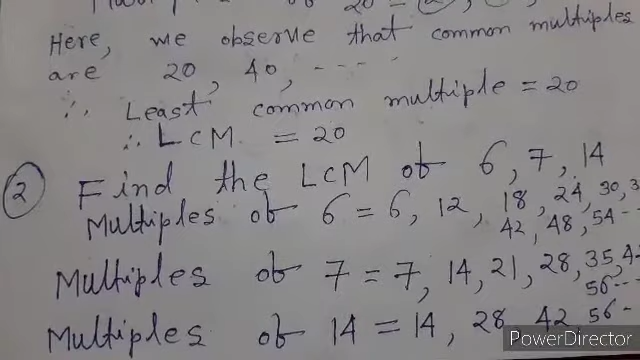 20 =
Here, we observe that common multiples
are 20, 40, ----
∴ Least common multiple = 20
∴ LCM = 20
② Find the LCM of 6, 7, 14
Multiples of 6 = 6, 12, 18, 24, 30,
42, 48, 54 --
Multiples of 7 = 7, 14, 21, 28, 35,
56 ---
Multiples of 14 = 14, 28, 42, 56 -
PowerDirector